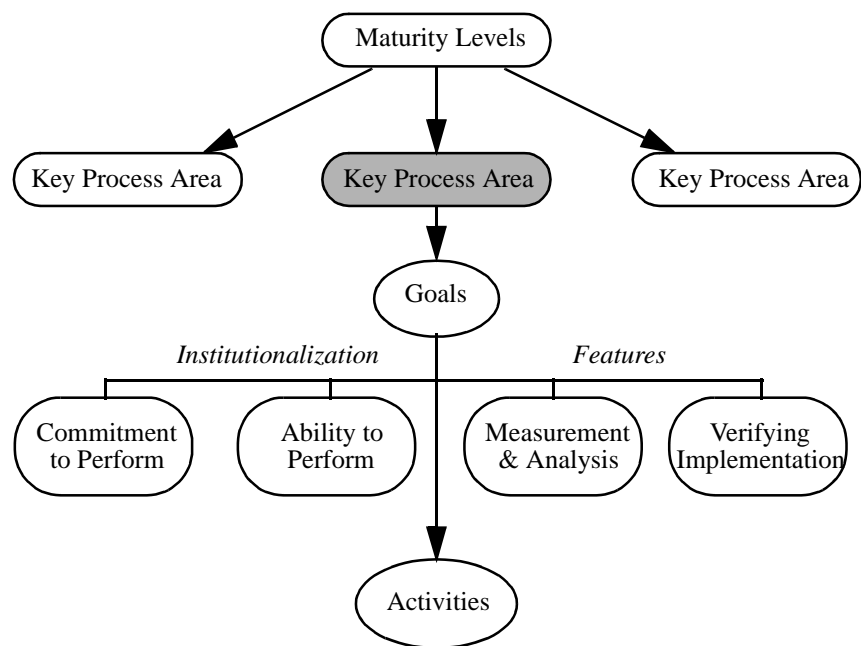 Maturity Levels
Key Process Area
Key Process Area
Key Process Area
Goals
Institutionalization
Features
Commitment
to Perform
Ability to
Perform
Measurement
& Analysis
Verifying
Implementation
Activities